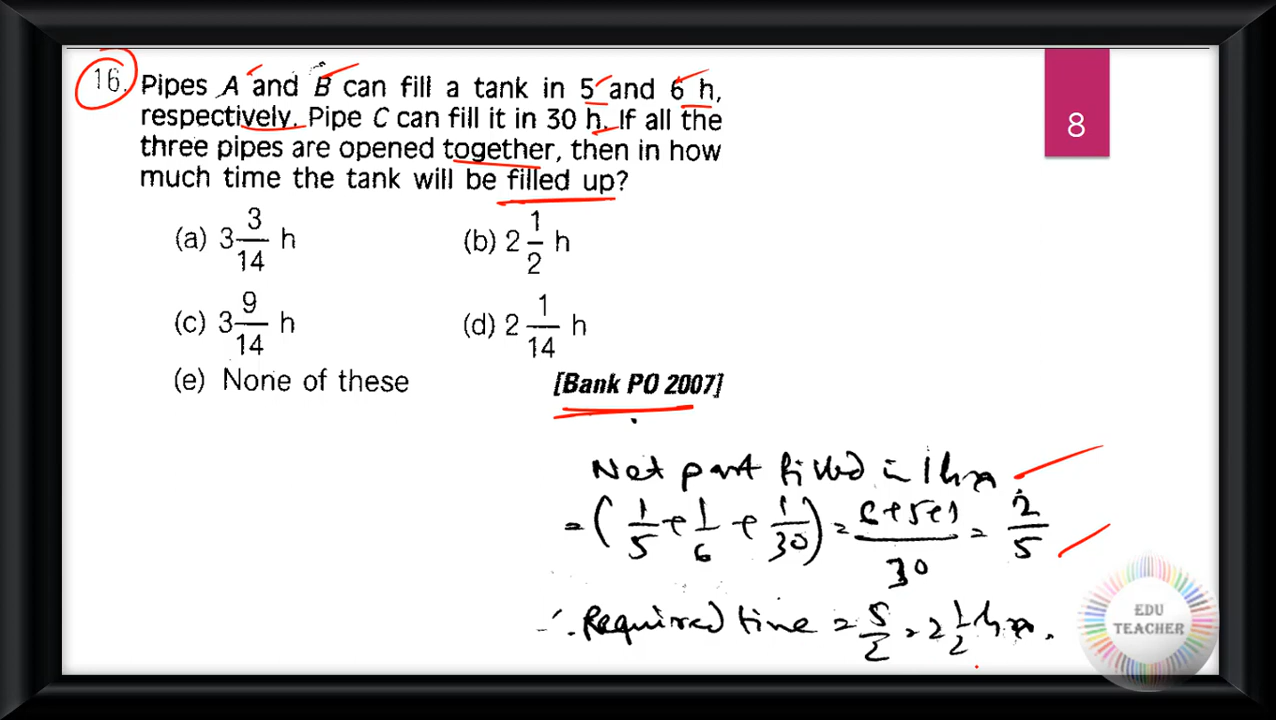 16. Pipes A and B can fill a tank in 5 and 6 h,
respectively. Pipe C can fill it in 30 h. If all the
three pipes are opened together, then in how
much time the tank will be filled up?
(a) 3 3/14 h (b) 2 1/2 h
(c) 3 9/14 h (d) 2 1/14 h
(e) None of these [Bank PO 2007]
8
Net part filled in 1 hr
= (1/5 + 1/6 + 1/30) = 6+5+1/30 = 2/5
∴ Required time = 5/2 = 2 1/2 hr.
EDU
TEACHER